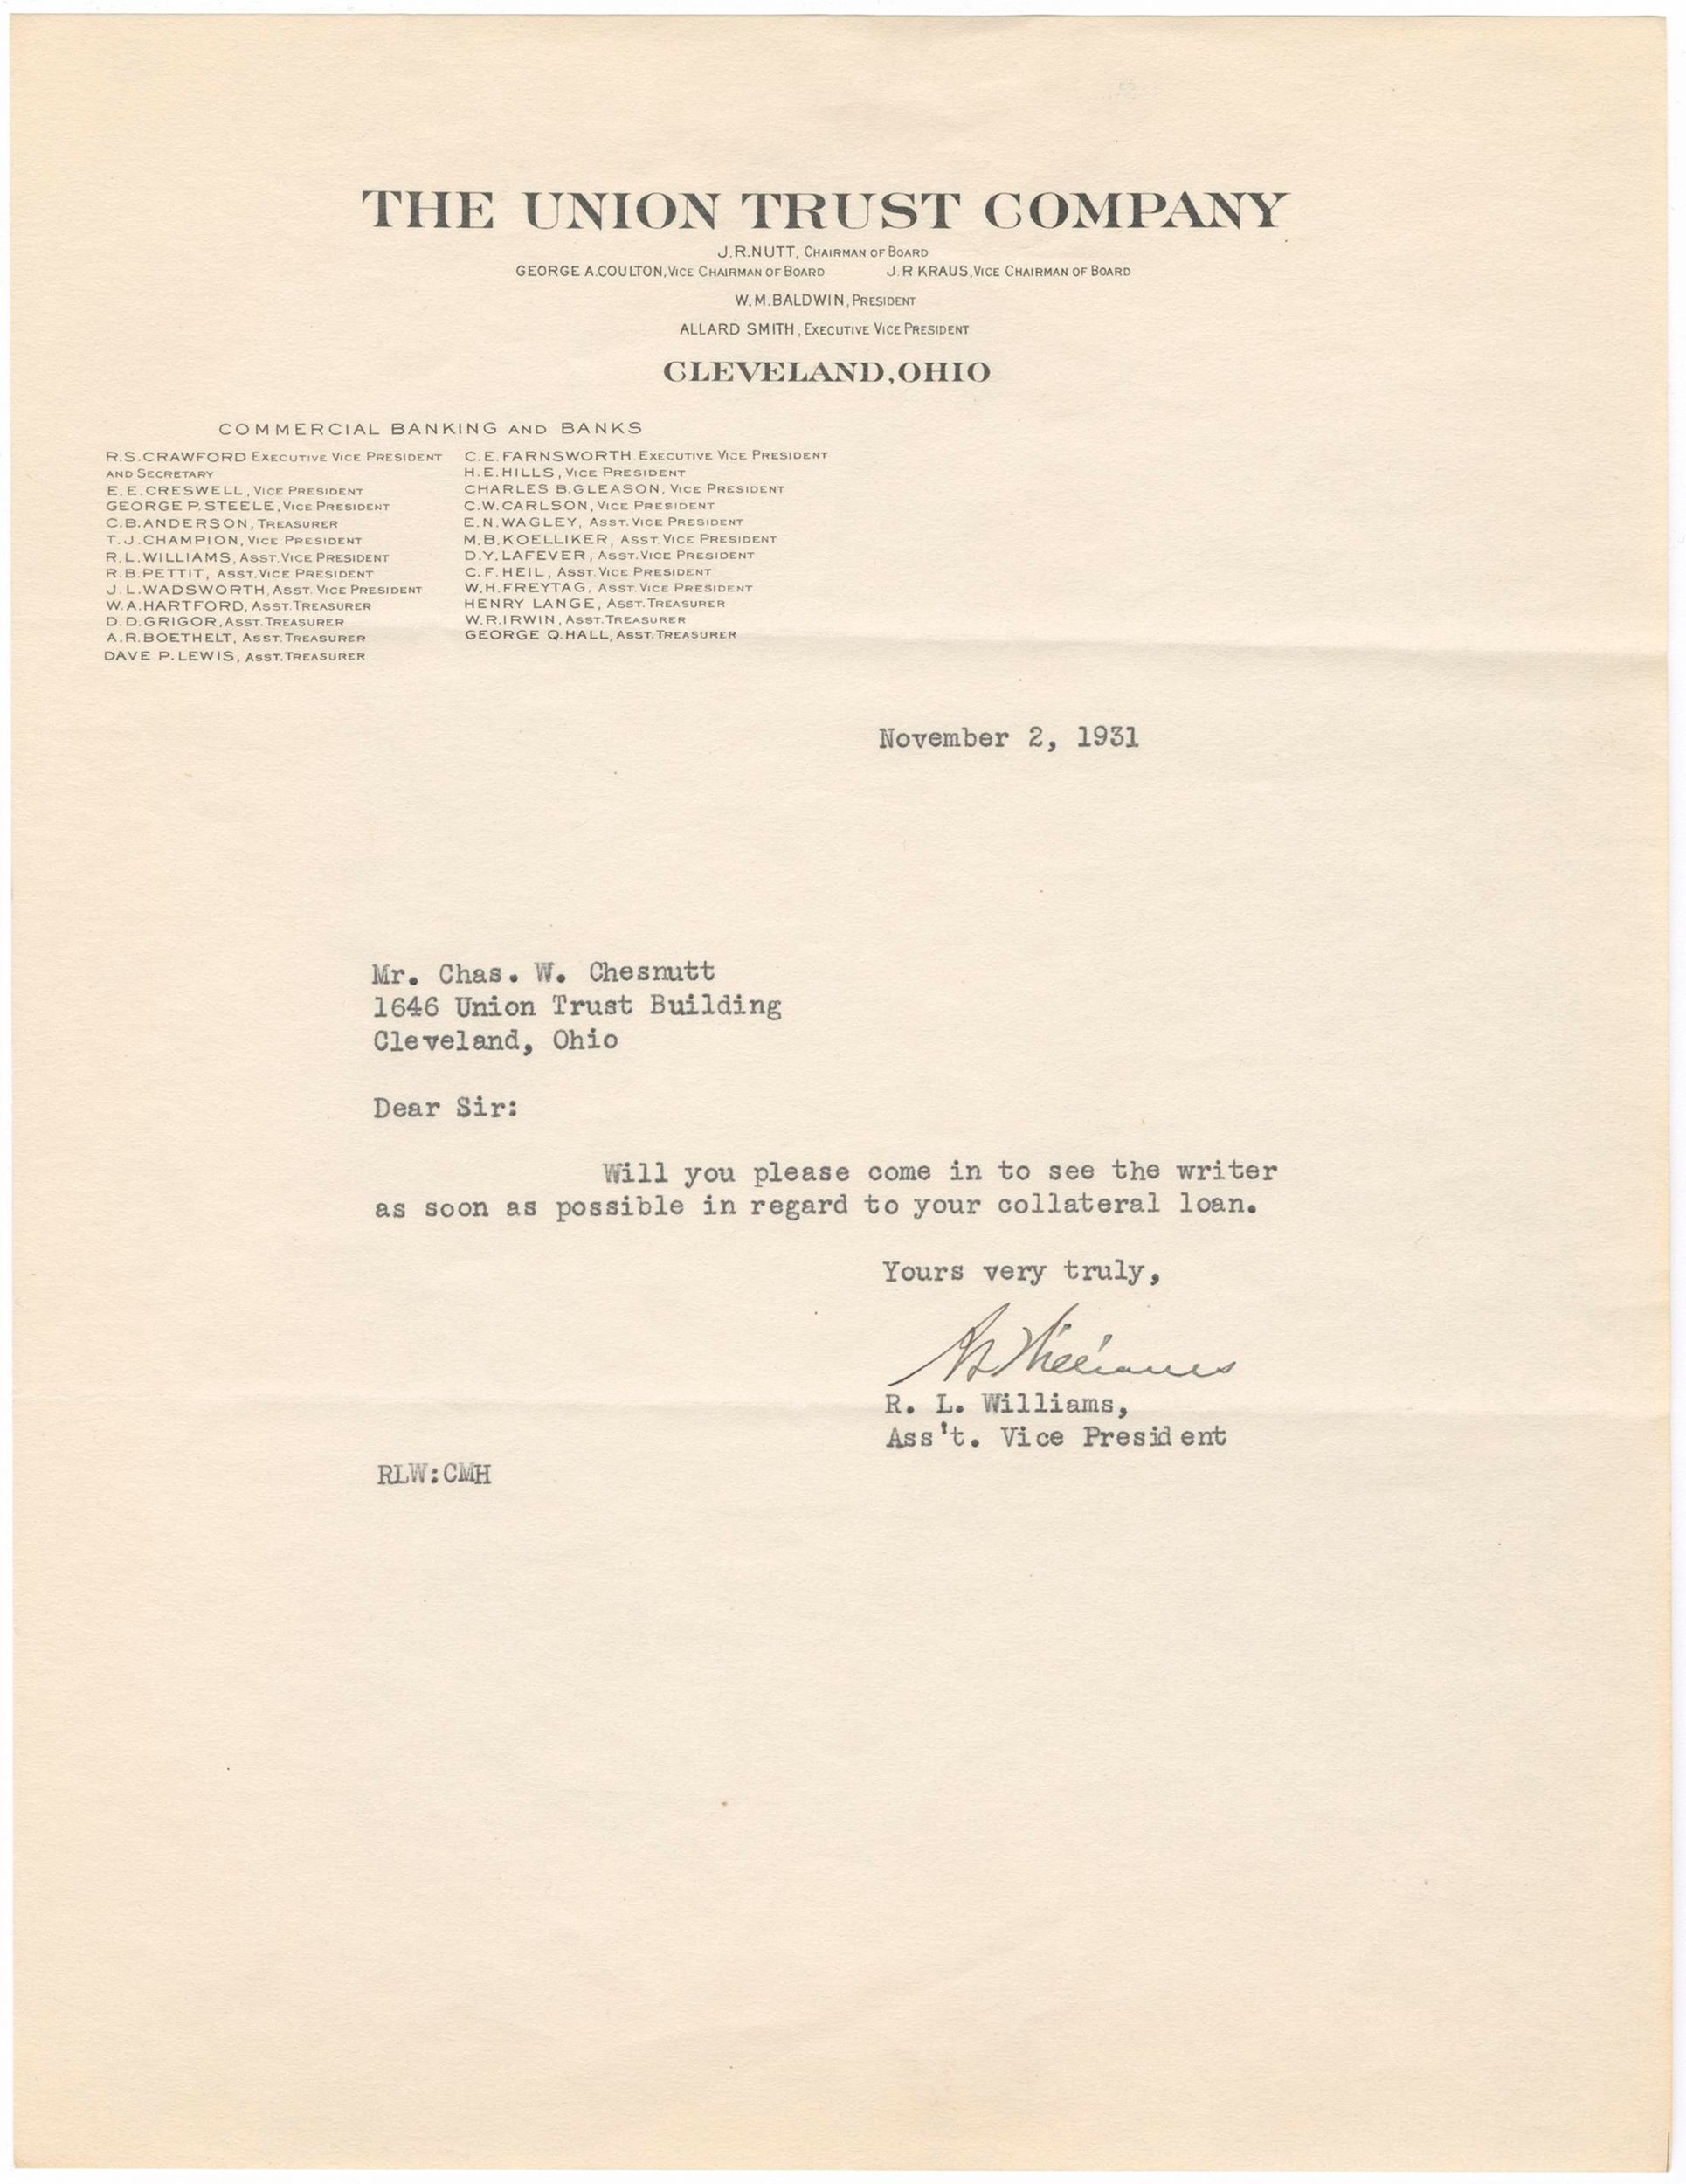 THE UNION TRUST COMPANY
J.R.NUTT, CHAIRMAN OF BOARD
GEORGE A.COULTON, VICE CHAIRMAN OF BOARD J.R KRAUS, VICE CHAIRMAN OF BOARD
W.M.BALDWIN, PRESIDENT
ALLARD SMITH, EXECUTIVE VICE PRESIDENT
CLEVELAND, OHIO
COMMERCIAL BANKING AND BANKS
R.S.CRAWFORD EXECUTIVE VICE PRESIDENT
AND SECRETARY
E.E.CRESWELL, VICE PRESIDENT
GEORGE P.STEELE, VICE PRESIDENT
C.B.ANDERSON, TREASURER
T.J.CHAMPION, VICE PRESIDENT
R.L.WILLIAMS, ASST.VICE PRESIDENT
R.B.PETTIT, ASST.VICE PRESIDENT
J.L.WADSWORTH, ASST. VICE PRESIDENT
W.A.HARTFORD, ASST.TREASURER
D.D.GRIGOR, ASST.TREASURER
A.R.BOETHELT, ASST.TREASURER
DAVE P.LEWIS, ASST.TREASURER
C.E.FARNSWORTH. EXECUTIVE VICE PRESIDENT
H.E.HILLS, VICE PRESIDENT
CHARLES B.GLEASON, VICE PRESIDENT
C.W.CARLSON, VICE PRESIDENT
E.N.WAGLEY, ASST.VICE PRESIDENT
M.B.KOELLIKER, ASST.VICE PRESIDENT
D.Y.LAFEVER, ASST.VICE PRESIDENT
C.F.HEIL, ASST.VICE PRESIDENT
W.H.FREYTAG, ASST.VICE PRESIDENT
HENRY LANGE, ASST.TREASURER
W.R.IRWIN, ASST.TREASURER
GEORGE Q.HALL, ASST.TREASURER
November 2, 1931
Mr. Chas. W. Chesnutt
1646 Union Trust Building
Cleveland, Ohio
Dear Sir:
Will you please come in to see the writer
as soon as possible in regard to your collateral loan.
Yours very truly,
RLWilliams
R. L. Williams,
Ass't. Vice President
RLW:CMH